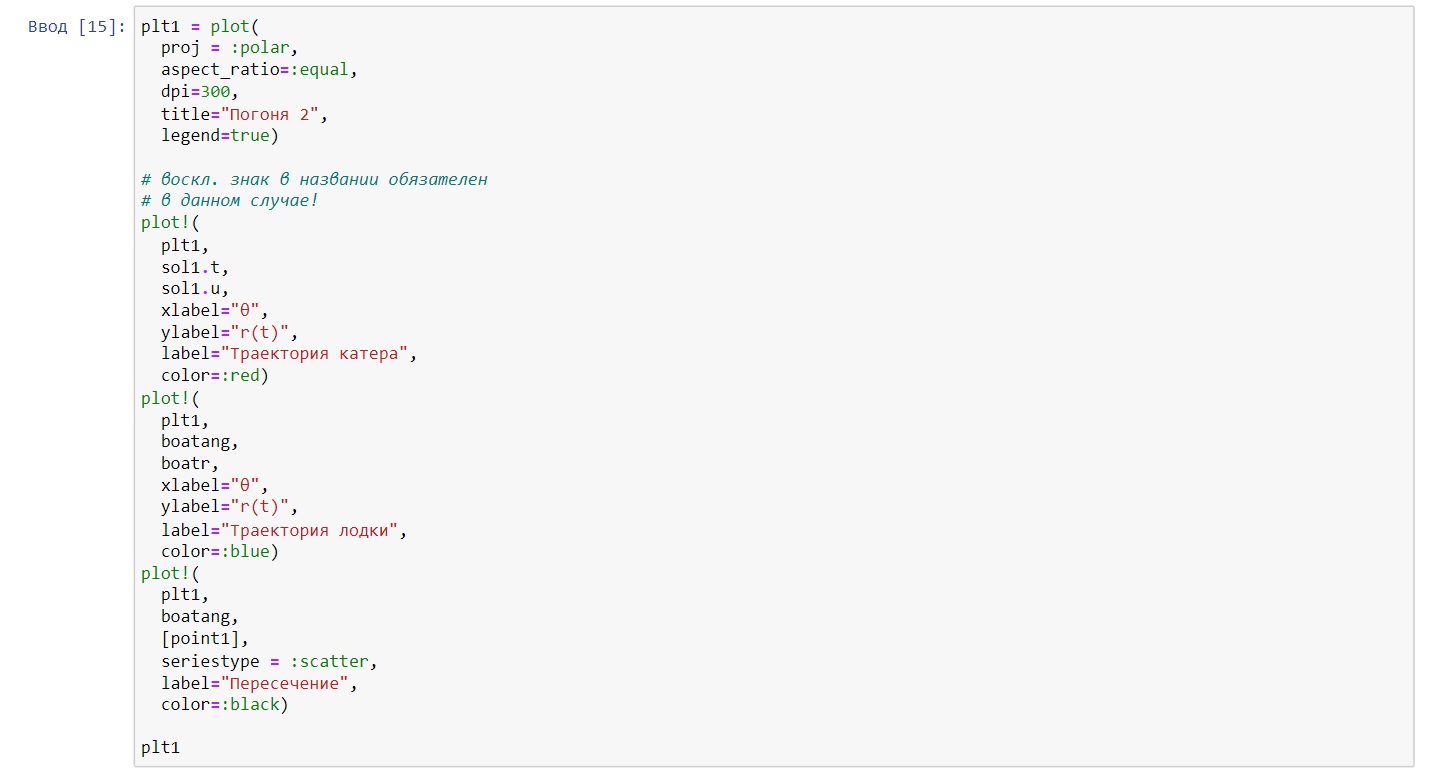 Ввод [15]: plt1 = plot(
  proj = :polar,
  aspect_ratio=:equal,
  dpi=300,
  title="Погоня 2",
  legend=true)

# воскл. знак в названии обязателен
# в данном случае!
plot!(
  plt1,
  sol1.t,
  sol1.u,
  xlabel="θ",
  ylabel="r(t)",
  label="Траектория катера",
  color=:red)
plot!(
  plt1,
  boatang,
  boatr,
  xlabel="θ",
  ylabel="r(t)",
  label="Траектория лодки",
  color=:blue)
plot!(
  plt1,
  boatang,
  [point1],
  seriestype = :scatter,
  label="Пересечение",
  color=:black)

plt1